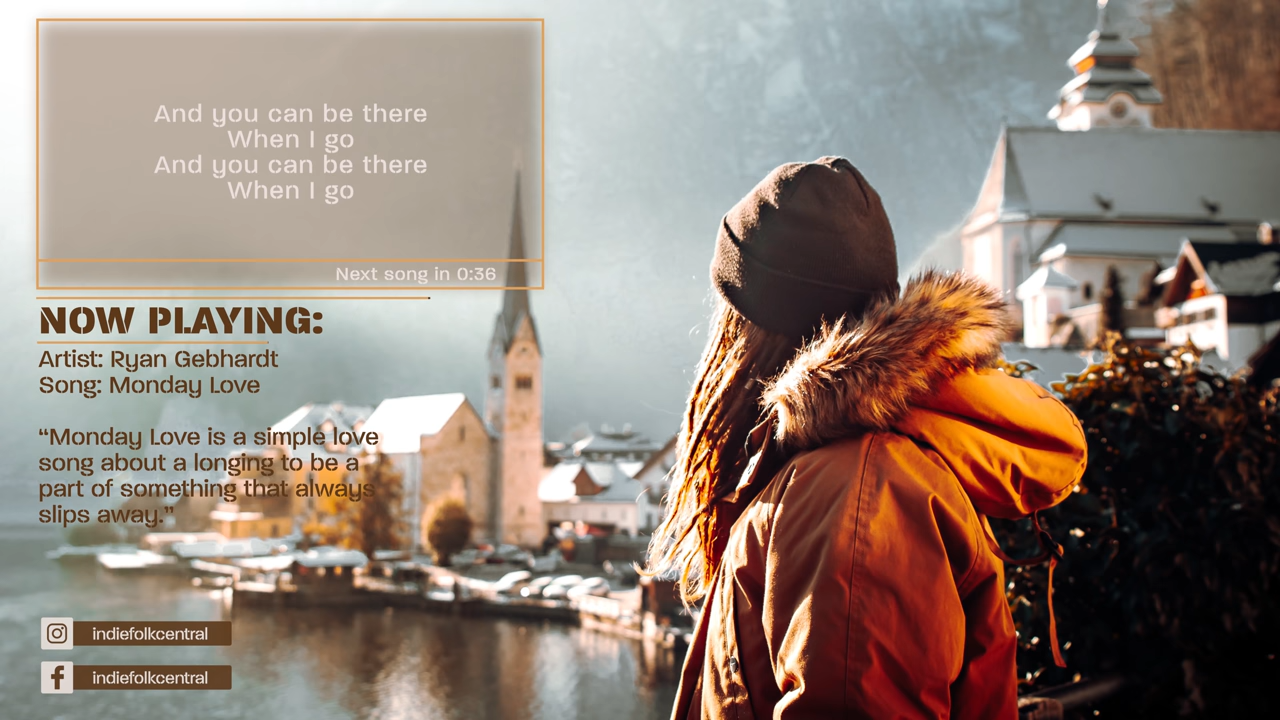 And you can be there
When I go
And you can be there
When I go
Next song in 0:36
NOW PLAYING:
Artist: Ryan Gebhardt
Song: Monday Love
“Monday Love is a simple love
song about a longing to be a
part of something that always
slips away.”
indiefolkcentral
indiefolkcentral